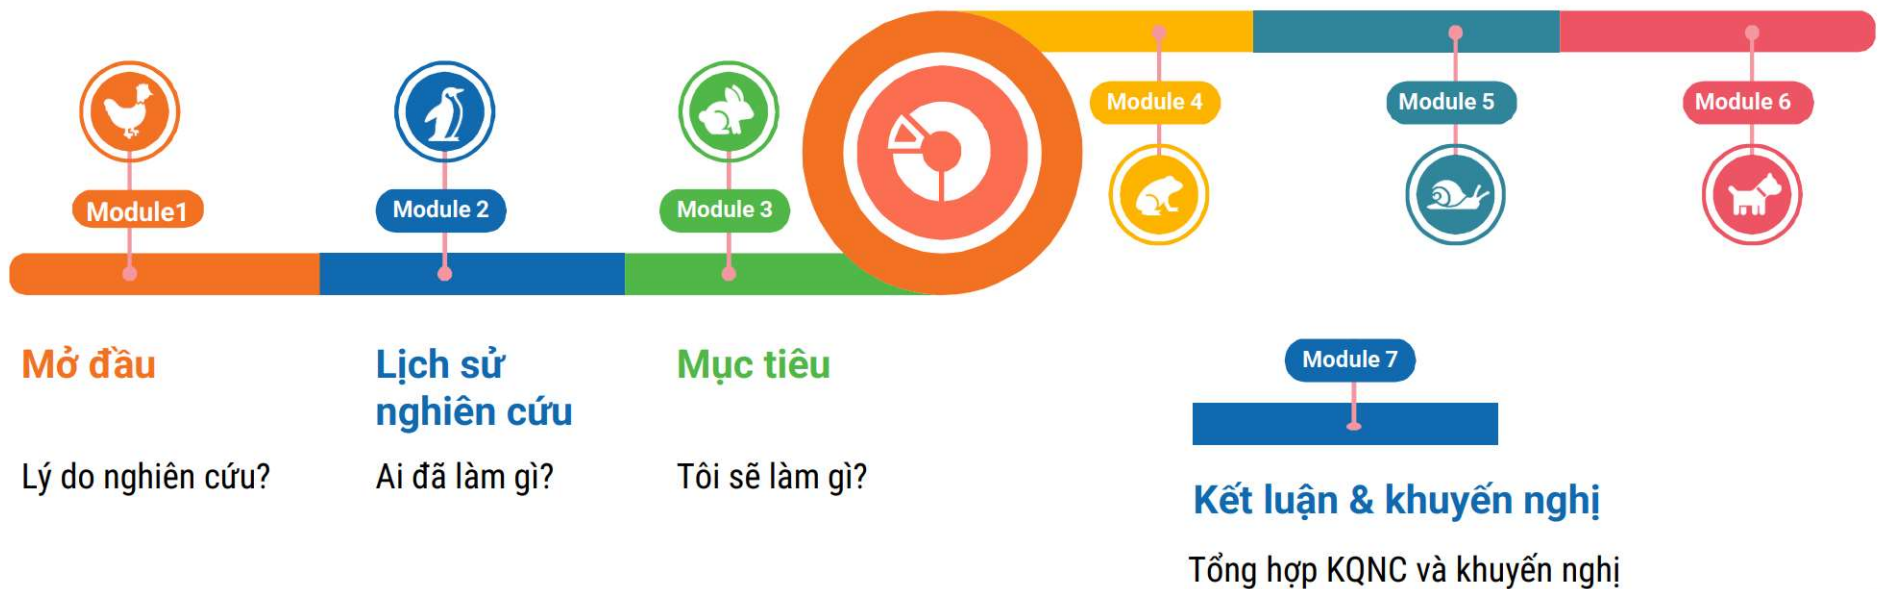 Module1
Module 2
Module 3
Module 4
Module 5
Module 6
Mở đầu
Lý do nghiên cứu?
Lịch sử
nghiên cứu
Ai đã làm gì?
Mục tiêu
Tôi sẽ làm gì?
Module 7
Kết luận & khuyến nghị
Tổng hợp KQNC và khuyến nghị